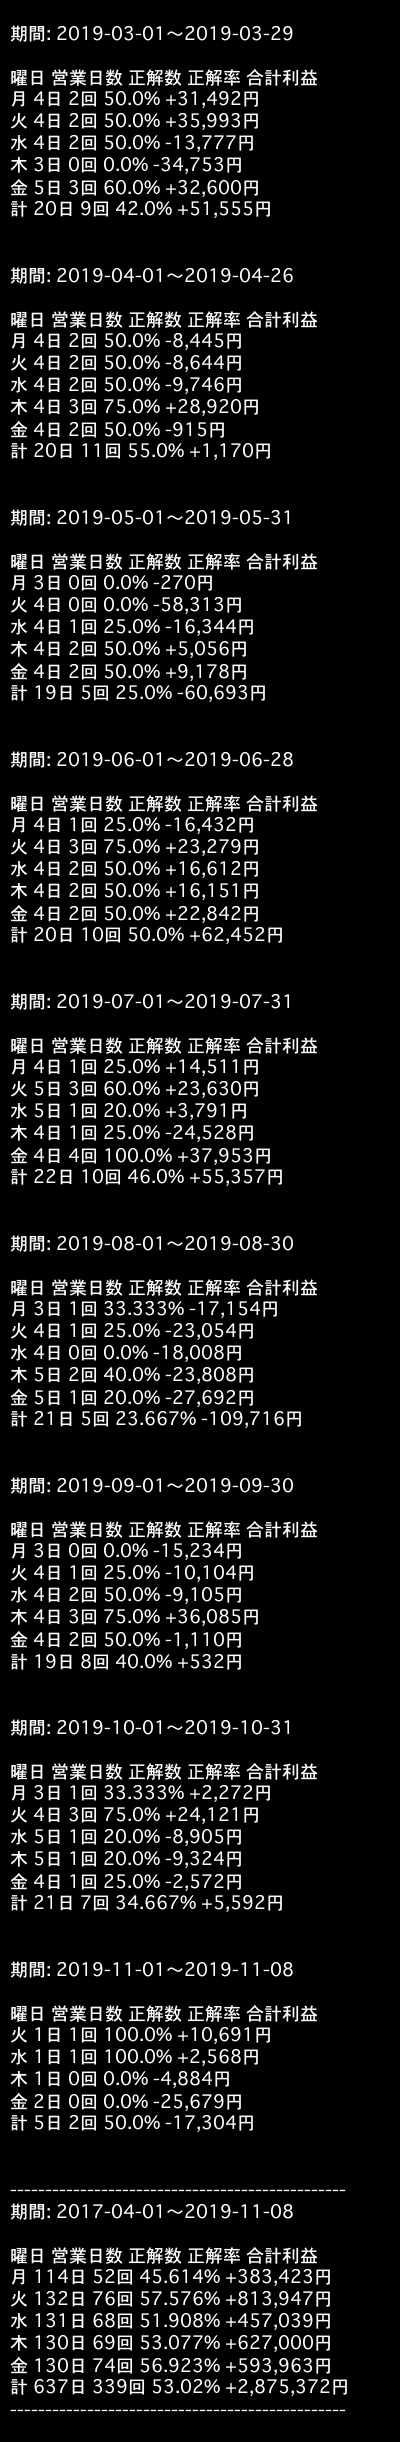 期間: 2019-03-01～2019-03-29
曜日 営業日数 正解数 正解率 合計利益
月 4日 2回 50.0% +31,492円
火 4日 2回 50.0% +35,993円
水 4日 2回 50.0% -13,777円
木 3日 0回 0.0% -34,753円
金 5日 3回 60.0% +32,600円
計 20日 9回 42.0% +51,555円
期間: 2019-04-01～2019-04-26
曜日 営業日数 正解数 正解率 合計利益
月 4日 2回 50.0% -8,445円
火 4日 2回 50.0% -8,644円
水 4日 2回 50.0% -9,746円
木 4日 3回 75.0% +28,920円
金 4日 2回 50.0% -915円
計 20日 11回 55.0% +1,170円
期間: 2019-05-01～2019-05-31
曜日 営業日数 正解数 正解率 合計利益
月 3日 0回 0.0% -270円
火 4日 0回 0.0% -58,313円
水 4日 1回 25.0% -16,344円
木 4日 2回 50.0% +5,056円
金 4日 2回 50.0% +9,178円
計 19日 5回 25.0% -60,693円
期間: 2019-06-01～2019-06-28
曜日 営業日数 正解数 正解率 合計利益
月 4日 1回 25.0% -16,432円
火 4日 3回 75.0% +23,279円
水 4日 2回 50.0% +16,612円
木 4日 2回 50.0% +16,151円
金 4日 2回 50.0% +22,842円
計 20日 10回 50.0% +62,452円
期間: 2019-07-01～2019-07-31
曜日 営業日数 正解数 正解率 合計利益
月 4日 1回 25.0% +14,511円
火 5日 3回 60.0% +23,630円
水 5日 1回 20.0% +3,791円
木 4日 1回 25.0% -24,528円
金 4日 4回 100.0% +37,953円
計 22日 10回 46.0% +55,357円
期間: 2019-08-01～2019-08-30
曜日 営業日数 正解数 正解率 合計利益
月 3日 1回 33.333% -17,154円
火 4日 1回 25.0% -23,054円
水 4日 0回 0.0% -18,008円
木 5日 2回 40.0% -23,808円
金 5日 1回 20.0% -27,692円
計 21日 5回 23.667% -109,716円
期間: 2019-09-01～2019-09-30
曜日 営業日数 正解数 正解率 合計利益
月 3日 0回 0.0% -15,234円
火 4日 1回 25.0% -10,104円
水 4日 2回 50.0% -9,105円
木 4日 3回 75.0% +36,085円
金 4日 2回 50.0% -1,110円
計 19日 8回 40.0% +532円
期間: 2019-10-01～2019-10-31
曜日 営業日数 正解数 正解率 合計利益
月 3日 1回 33.333% +2,272円
火 4日 3回 75.0% +24,121円
水 5日 1回 20.0% -8,905円
木 5日 1回 20.0% -9,324円
金 4日 1回 25.0% -2,572円
計 21日 7回 34.667% +5,592円
期間: 2019-11-01～2019-11-08
曜日 営業日数 正解数 正解率 合計利益
火 1日 1回 100.0% +10,691円
水 1日 1回 100.0% +2,568円
木 1日 0回 0.0% -4,884円
金 2日 0回 0.0% -25,679円
計 5日 2回 50.0% -17,304円
------------------------------------------------
期間: 2017-04-01～2019-11-08
曜日 営業日数 正解数 正解率 合計利益
月 114日 52回 45.614% +383,423円
火 132日 76回 57.576% +813,947円
水 131日 68回 51.908% +457,039円
木 130日 69回 53.077% +627,000円
金 130日 74回 56.923% +593,963円
計 637日 339回 53.02% +2,875,372円
------------------------------------------------